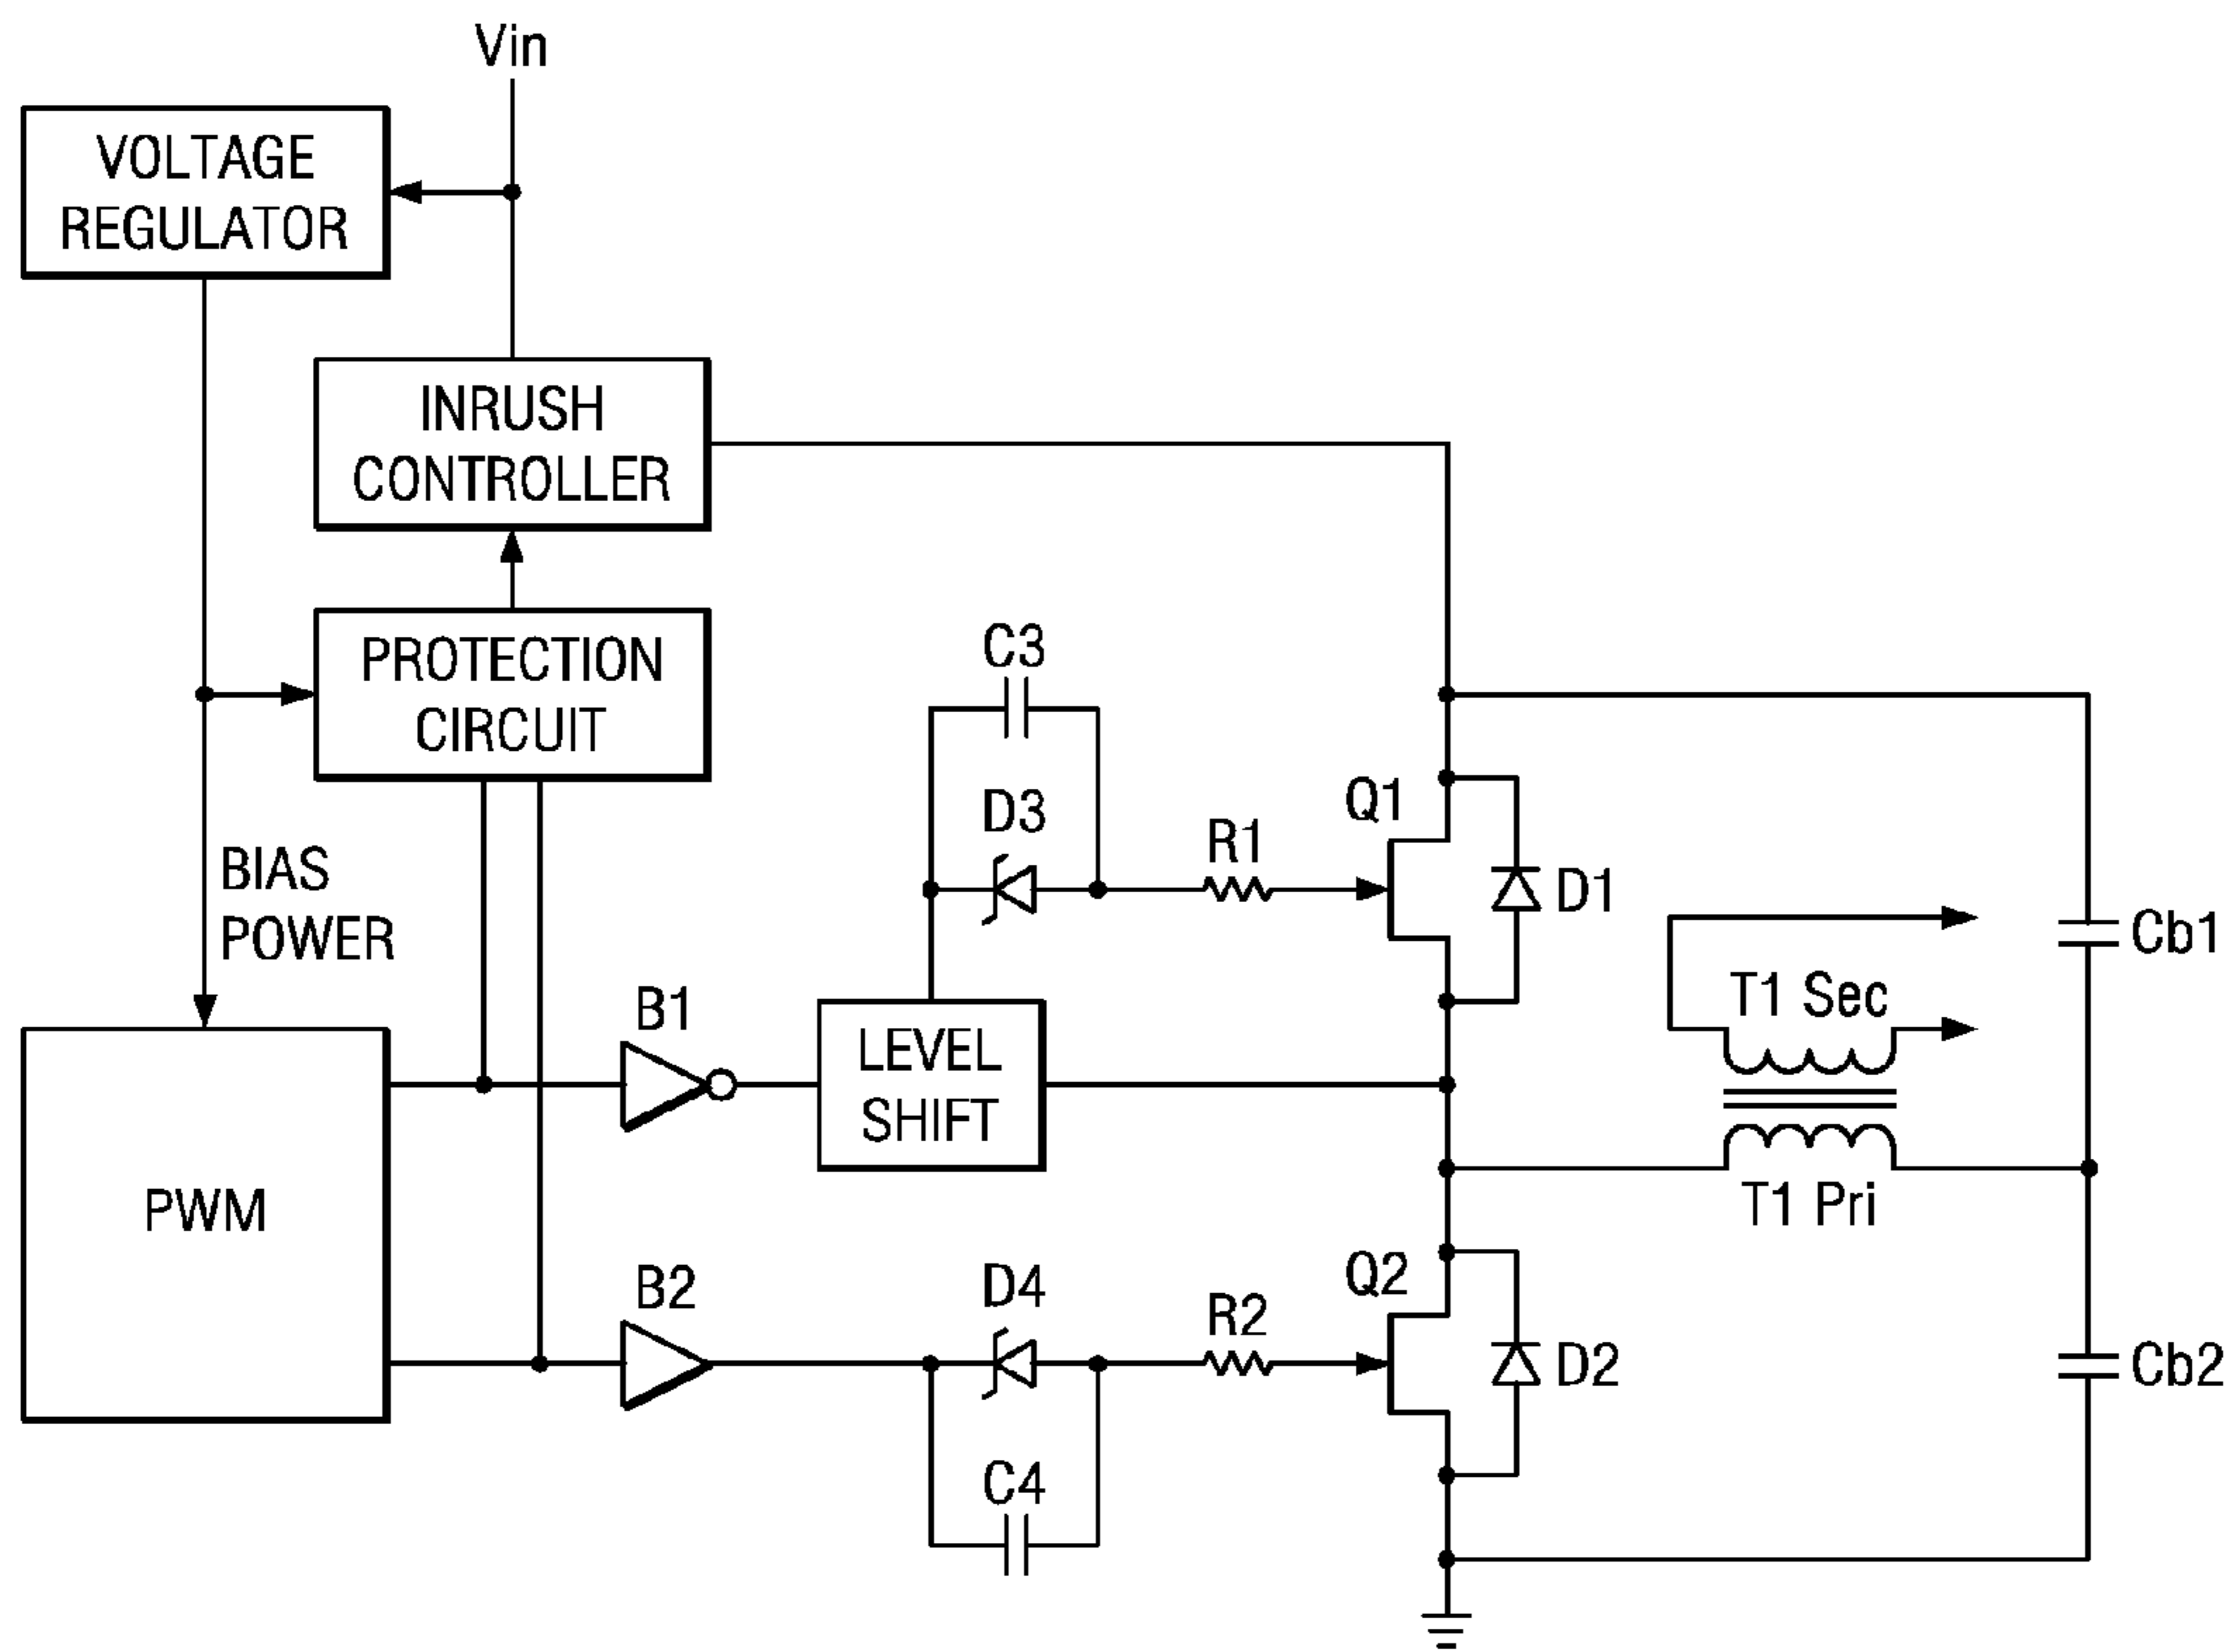 Vin
VOLTAGE
REGULATOR
INRUSH
CONTROLLER
PROTECTION
CIRCUIT
C3
D3
R1
Q1
D1
BIAS
POWER
Cb1
T1 Sec
B1
LEVEL
SHIFT
PWM
T1 Pri
B2
D4
R2
Q2
D2
Cb2
C4